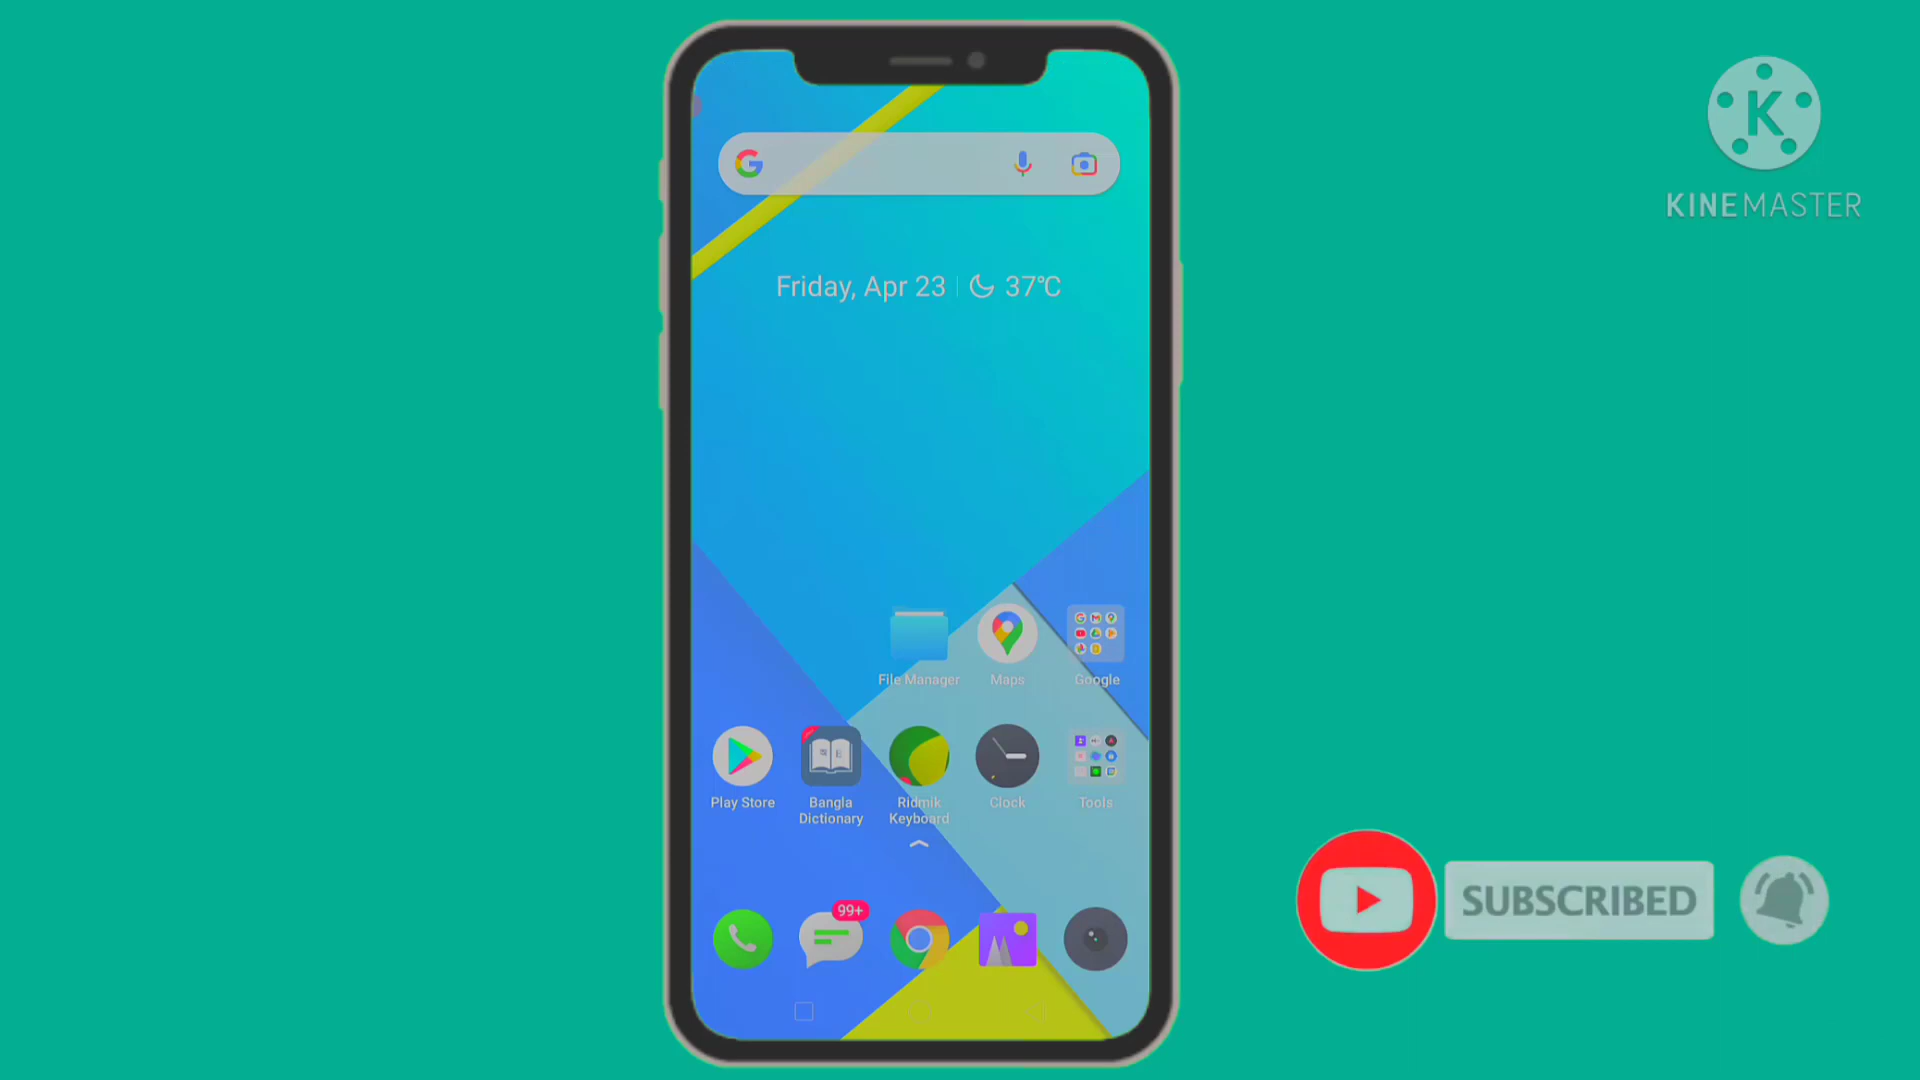 K
KINEMASTER
Friday, Apr 23 | 37°C
File Manager
Maps
Google
Play Store
Bangla
Dictionary
Ridmik
Keyboard
Clock
Tools
99+
SUBSCRIBED